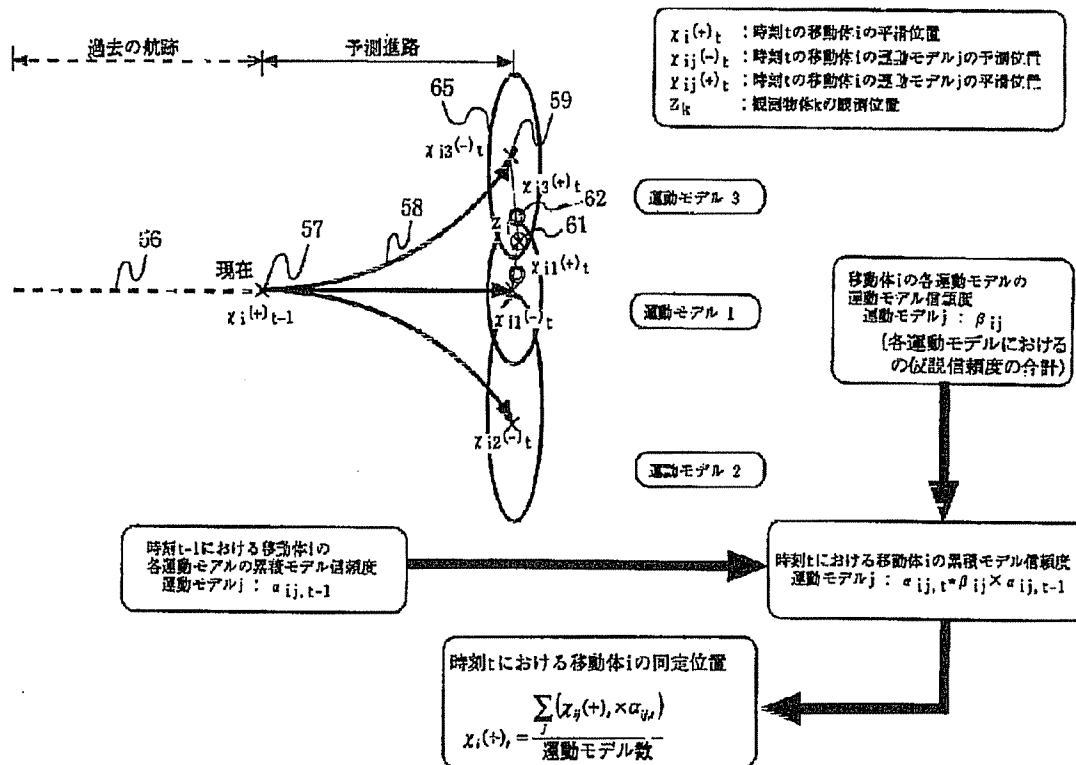 過去の航跡
予測進路
χi(+)t :時刻tの移動体iの平滑位置
χij(-)t :時刻tの移動体iの運動モデルjの予測位置
χij(+)t :時刻tの移動体iの運動モデルjの平滑位置
Zk :観測物体kの観測位置
65
59
χi3(-)t
χi3(+)t
運動モデル 3
62
58
Z
61
57
56
現在
χi1(+)t
χi(+)t-1
χi1(-)t
運動モデル 1
移動体iの各運動モデルの
運動モデル信頼度
運動モデルj : βij
(各運動モデルにおける
の仮説信頼度の合計)
χi2(-)t
運動モデル 2
時刻t-1における移動体iの
各運動モアルの累積モデル信頼度
運動モデルj : αij,t-1
時刻tにおける移動体iの累積モデル信頼度
運動モデルj : αij,t=βij×αij,t-1
時刻tにおける移動体iの同定位置
χi(+)t = Σj(χij(+)t×αij,t) / 運動モデル数